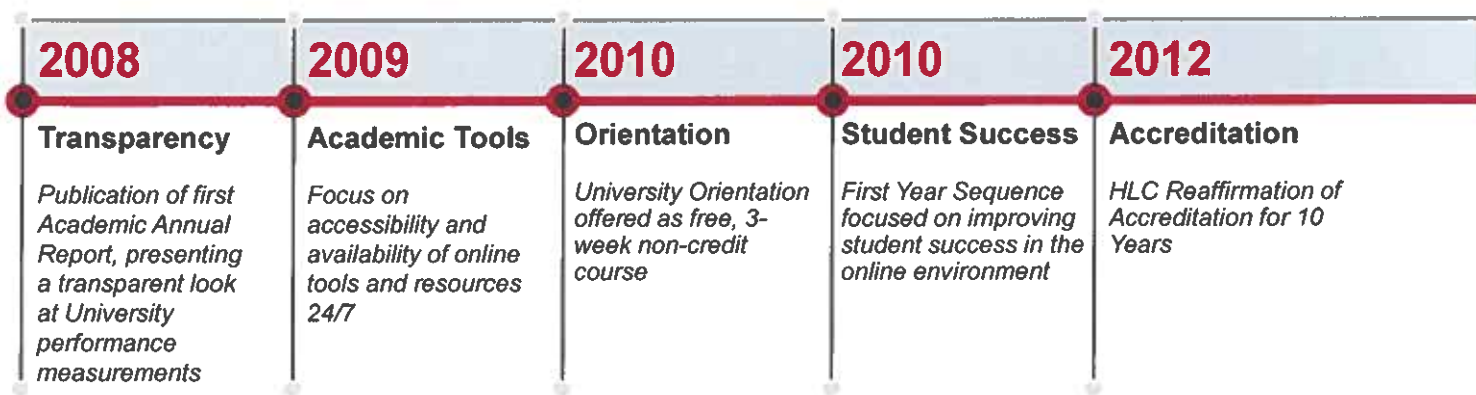 2008
Transparency
Publication of first
Academic Annual
Report, presenting
a transparent look
at University
performance
measurements
2009
Academic Tools
Focus on
accessibility and
availability of online
tools and resources
24/7
2010
Orientation
University Orientation
offered as free, 3-
week non-credit
course
2010
Student Success
First Year Sequence
focused on improving
student success in the
online environment
2012
Accreditation
HLC Reaffirmation of
Accreditation for 10
Years